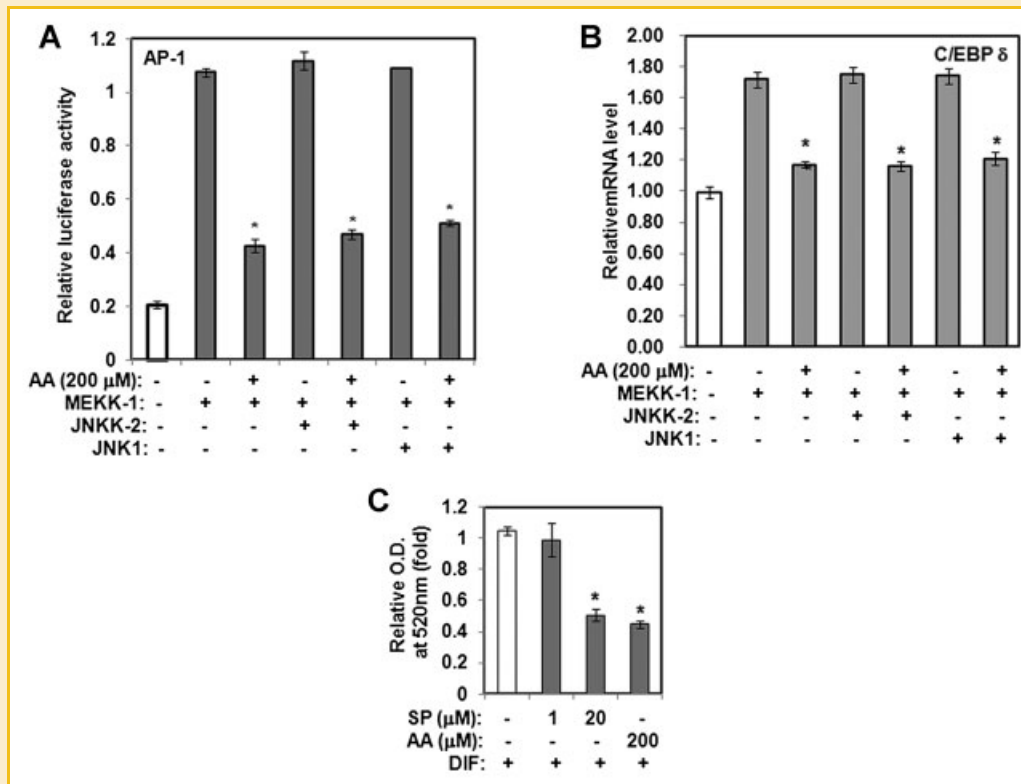 A
AP-1
Relative luciferase activity
1.2
1
0.8
0.6
0.4
0.2
0
* * *
AA (200 μM): - - + - + - +
MEKK-1: - + + + + + +
JNKK-2: - - - + + - -
JNK1: - - - - - + +
B
C/EBP δ
RelativemRNA level
2.00
1.80
1.60
1.40
1.20
1.00
0.80
0.60
0.40
0.20
0.00
* * *
AA (200 μM): - - + - + - +
MEKK-1: - + + + + + +
JNKK-2: - - - + + - -
JNK1: - - - - - + +
C
Relative O.D.
at 520nm (fold)
1.2
1
0.8
0.6
0.4
0.2
0
* *
SP (μM): - 1 20 -
AA (μM): - - - 200
DIF: + + + +